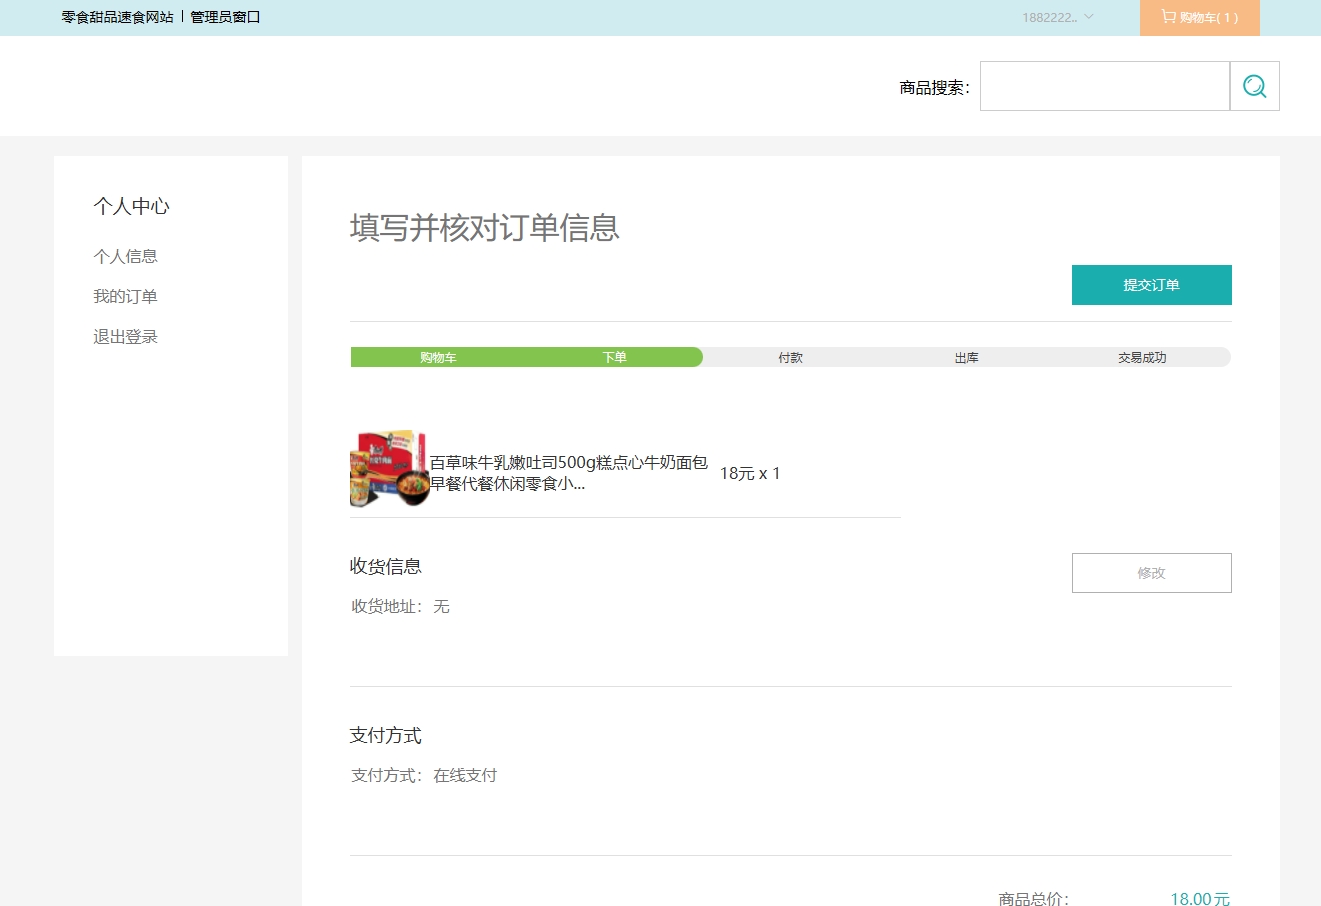 零食甜品速食网站 | 管理员窗口
1882222..
购物车( 1 )
商品搜索：
个人中心
个人信息
我的订单
退出登录
填写并核对订单信息
提交订单
购物车
下单
付款
出库
交易成功
百草味牛乳嫩吐司500g糕点心牛奶面包
早餐代餐休闲零食小...
18元 x 1
收货信息
修改
收货地址： 无
支付方式
支付方式： 在线支付
商品总价：
18.00元